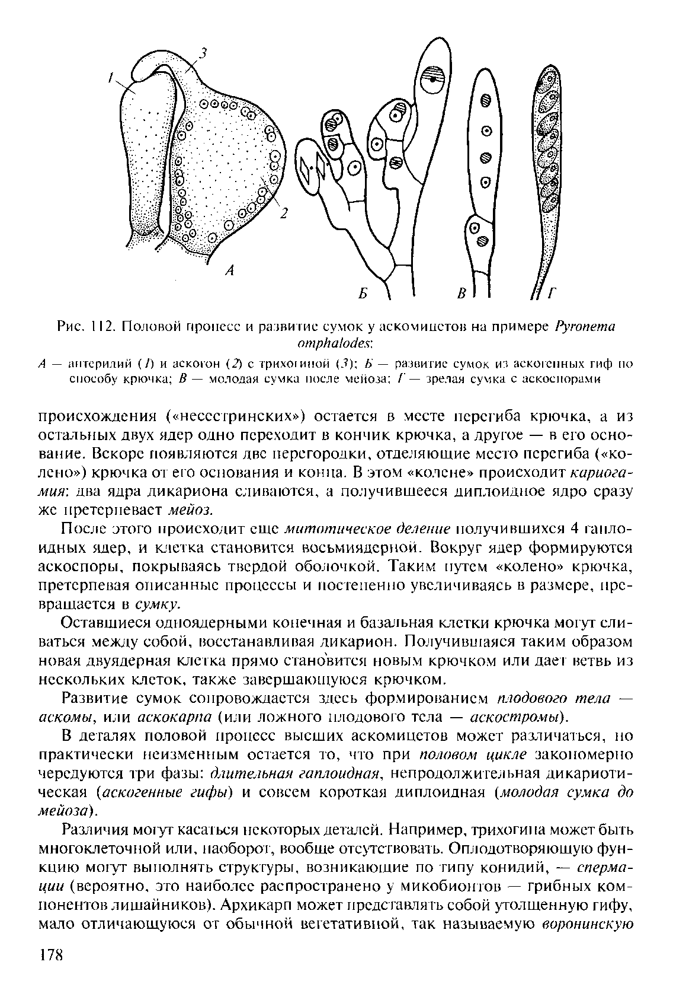 3
1
2
А
Б
В
Г
Рис. 112. Половой процесс и развитие сумок у аскомицетов на примере Pyronema
omphalodes:
А — антеридий (1) и аскогон (2) с трихогиной (3); Б — развитие сумок из аскогенных гиф по
способу крючка; В — молодая сумка после мейоза; Г — зрелая сумка с аскоспорами
происхождения («несестринских») остается в месте перегиба крючка, а из
остальных двух ядер одно переходит в кончик крючка, а другое — в его осно-
вание. Вскоре появляются две перегородки, отделяющие место перегиба («ко-
лено») крючка от его основания и конца. В этом «колене» происходит кариога-
мия: два ядра дикариона сливаются, а получившееся диплоидное ядро сразу
же претерпевает мейоз.
После этого происходит еще митотическое деление получившихся 4 гапло-
идных ядер, и клетка становится восьмиядерной. Вокруг ядер формируются
аскоспоры, покрываясь твердой оболочкой. Таким путем «колено» крючка,
претерпевая описанные процессы и постепенно увеличиваясь в размере, пре-
вращается в сумку.
Оставшиеся одноядерными конечная и базальная клетки крючка могут сли-
ваться между собой, восстанавливая дикарион. Получившаяся таким образом
новая двуядерная клетка прямо становится новым крючком или дает ветвь из
нескольких клеток, также завершающуюся крючком.
Развитие сумок сопровождается здесь формированием плодового тела —
аскомы, или аскокарпа (или ложного плодового тела — аскостромы).
В деталях половой процесс высших аскомицетов может различаться, но
практически неизменным остается то, что при половом цикле закономерно
чередуются три фазы: длительная гаплоидная, непродолжительная дикариоти-
ческая (аскогенные гифы) и совсем короткая диплоидная (молодая сумка до
мейоза).
Различия могут касаться некоторых деталей. Например, трихогина может быть
многоклеточной или, наоборот, вообще отсутствовать. Оплодотворяющую фун-
кцию могут выполнять структуры, возникающие по типу конидий, — сперма-
ции (вероятно, это наиболее распространено у микобионтов — грибных ком-
понентов лишайников). Архикарп может представлять собой утолщенную гифу,
мало отличающуюся от обычной вегетативной, так называемую воронинскую
178